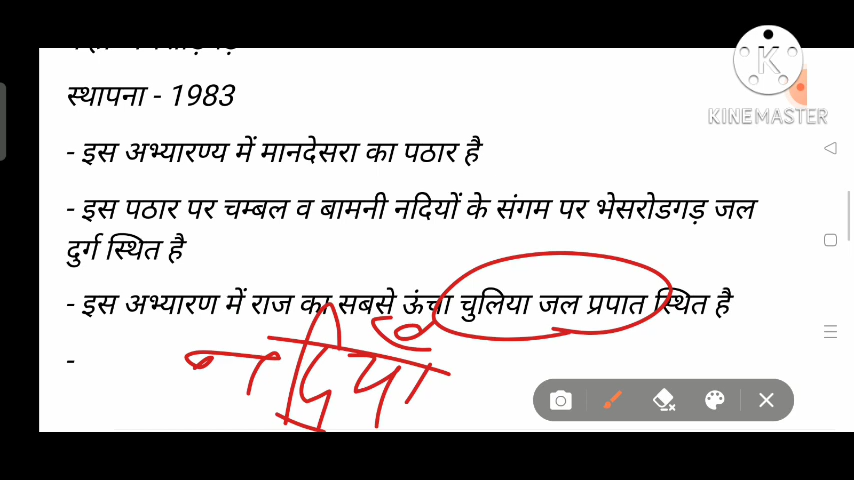 स्थापना - 1983
- इस अभ्यारण्य में मानदेसरा का पठार है
- इस पठार पर चम्बल व बामनी नदियों के संगम पर भेसरोडगड़ जल
दुर्ग स्थित है
- इस अभ्यारण में राज का सबसे ऊंचा चुलिया जल प्रपात स्थित है
-
नदियाँ
KINEMASTER